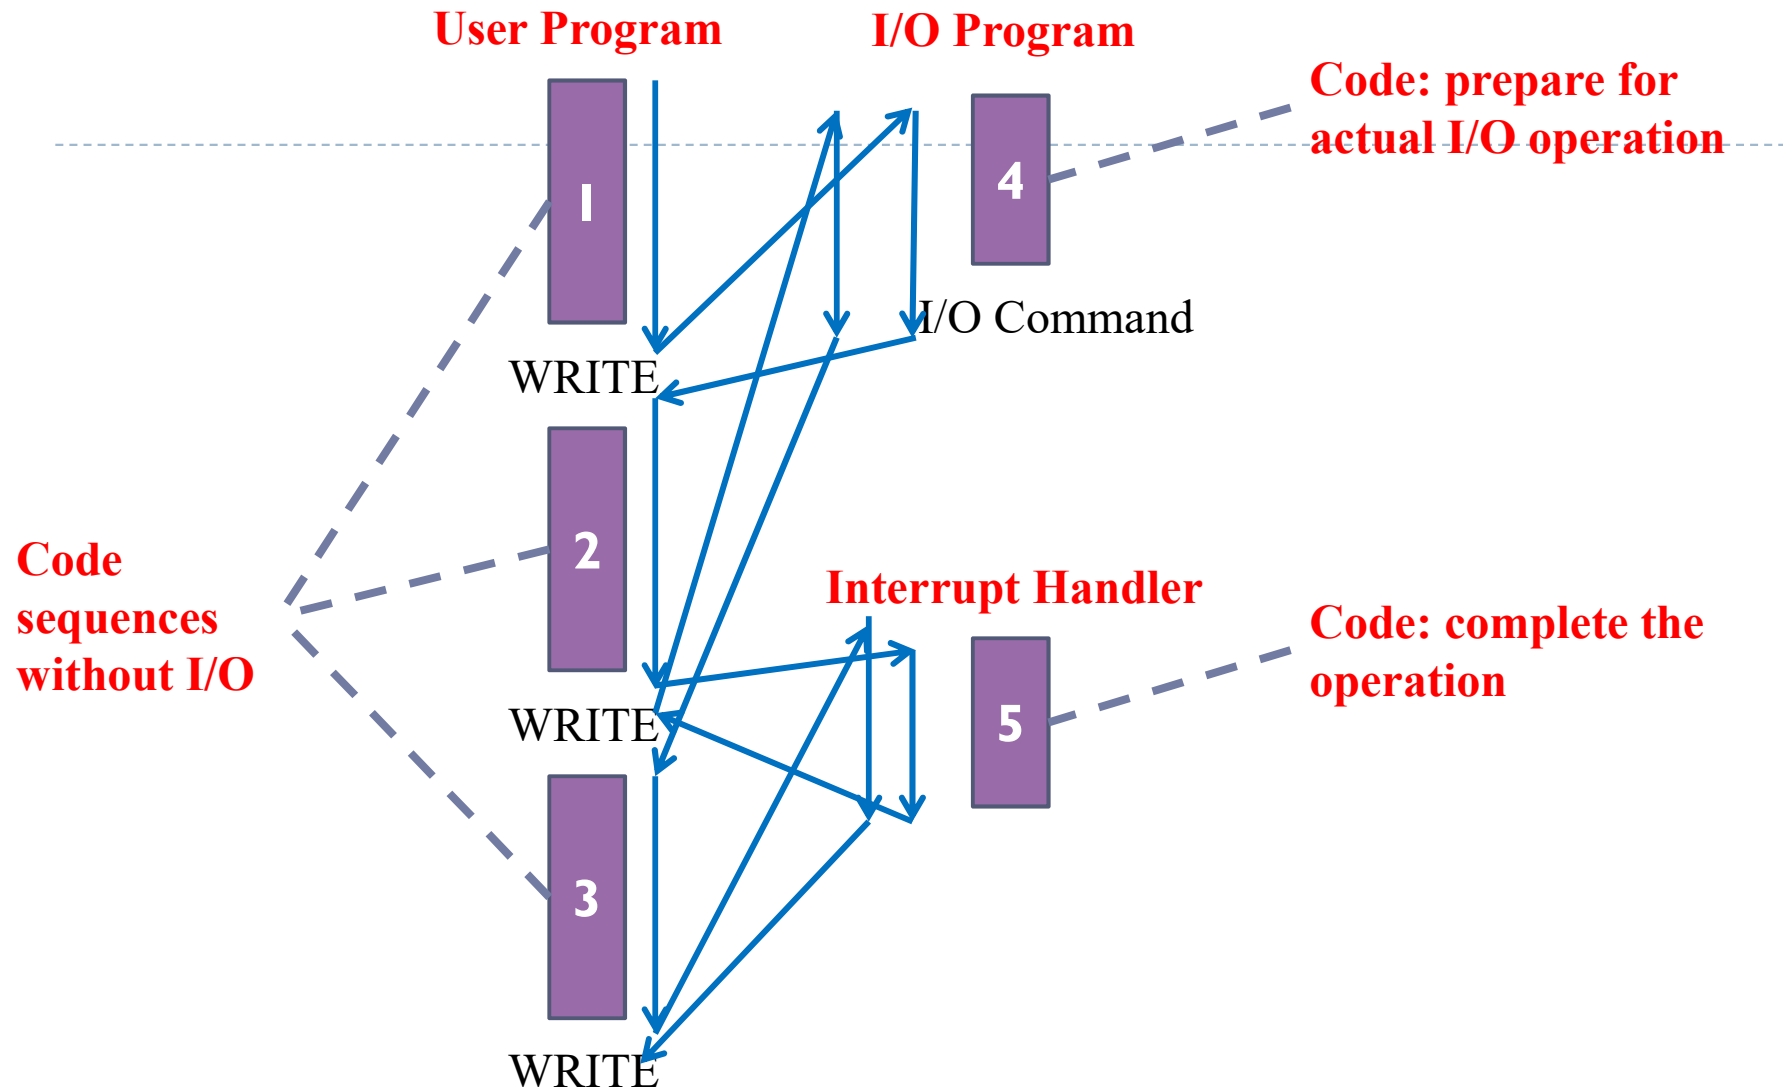 User Program
I/O Program
Code: prepare for
actual I/O operation
1
4
I/O Command
WRITE
2
Code
sequences
without I/O
Interrupt Handler
Code: complete the
operation
5
WRITE
3
WRITE